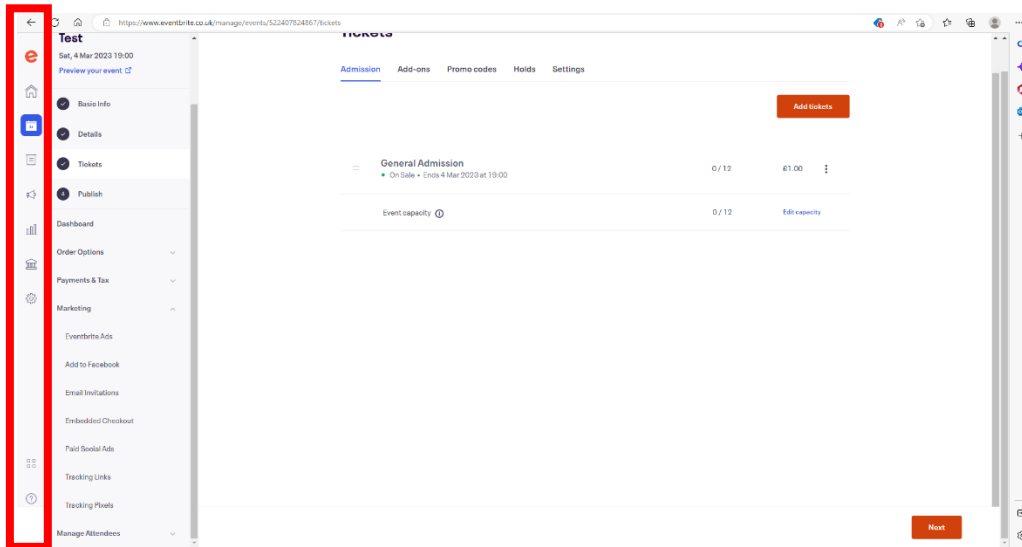 https://www.eventbrite.co.uk/manage/events/522407824867/tickets
Test
Sat, 4 Mar 2023 19:00
Preview your event
Basic Info
Details
Tickets
4 Publish
Dashboard
Order Options
Payments & Tax
Marketing
Eventbrite Ads
Add to Facebook
Email Invitations
Embedded Checkout
Paid Social Ads
Tracking Links
Tracking Pixels
Manage Attendees
Tickets
Admission Add-ons Promo codes Holds Settings
Add tickets
General Admission 0 / 12 £1.00
On Sale • Ends 4 Mar 2023 at 19:00
Event capacity 0 / 12 Edit capacity
Next